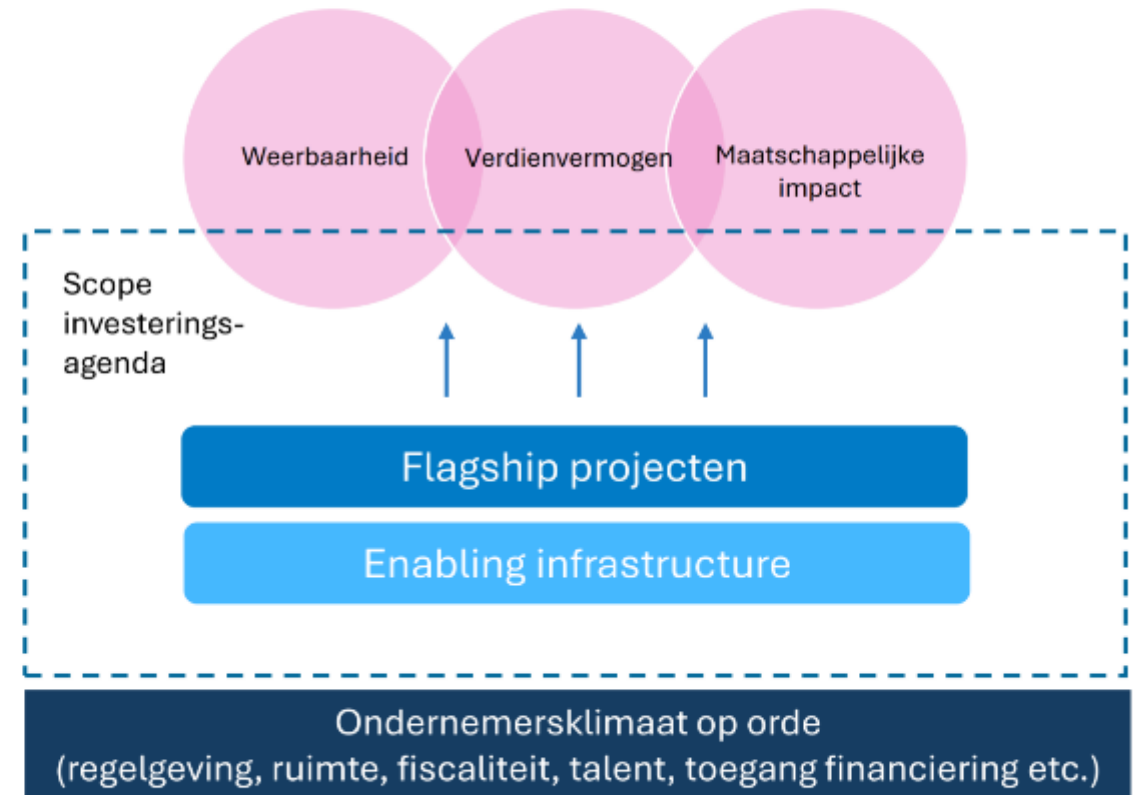 Weerbaarheid
Verdienvermogen
Maatschappelijke
impact
Scope
investerings-
agenda
Flagship projecten
Enabling infrastructure
Ondernemersklimaat op orde
(regelgeving, ruimte, fiscaliteit, talent, toegang financiering etc.)